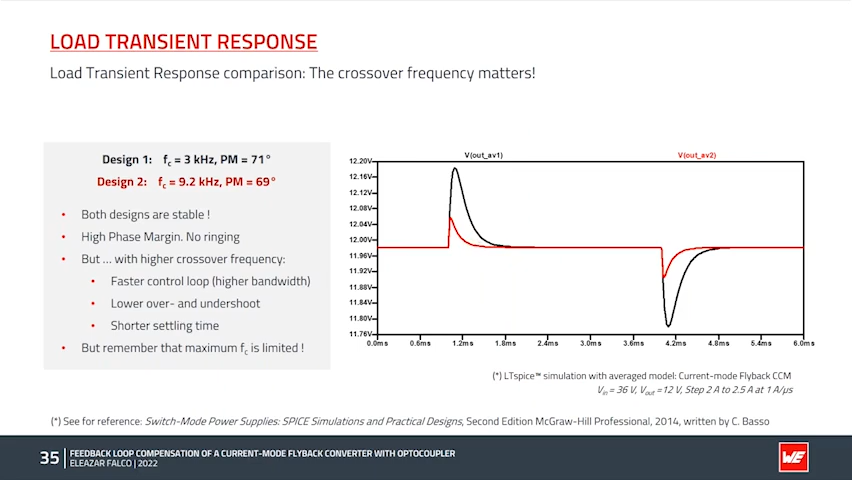 LOAD TRANSIENT RESPONSE
Load Transient Response comparison: The crossover frequency matters!
Design 1: fc = 3 kHz, PM = 71°
Design 2: fc = 9.2 kHz, PM = 69°
• Both designs are stable !
• High Phase Margin. No ringing
• But ... with higher crossover frequency:
• Faster control loop (higher bandwidth)
• Lower over- and undershoot
• Shorter settling time
• But remember that maximum fc is limited !
V(out_av1) V(out_av2)
12.20V
12.16V
12.12V
12.08V
12.04V
12.00V
11.96V
11.92V
11.88V
11.84V
11.80V
11.76V
0.0ms 0.6ms 1.2ms 1.8ms 2.4ms 3.0ms 3.6ms 4.2ms 4.8ms 5.4ms 6.0ms
(*) LTspice™ simulation with averaged model: Current-mode Flyback CCM
Vin = 36 V, Vout =12 V, Step 2 A to 2.5 A at 1 A/µs
(*) See for reference: Switch-Mode Power Supplies: SPICE Simulations and Practical Designs, Second Edition McGraw-Hill Professional, 2014, written by C. Basso
35 FEEDBACK LOOP COMPENSATION OF A CURRENT-MODE FLYBACK CONVERTER WITH OPTOCOUPLER
ELEAZAR FALCO | 2022
WE